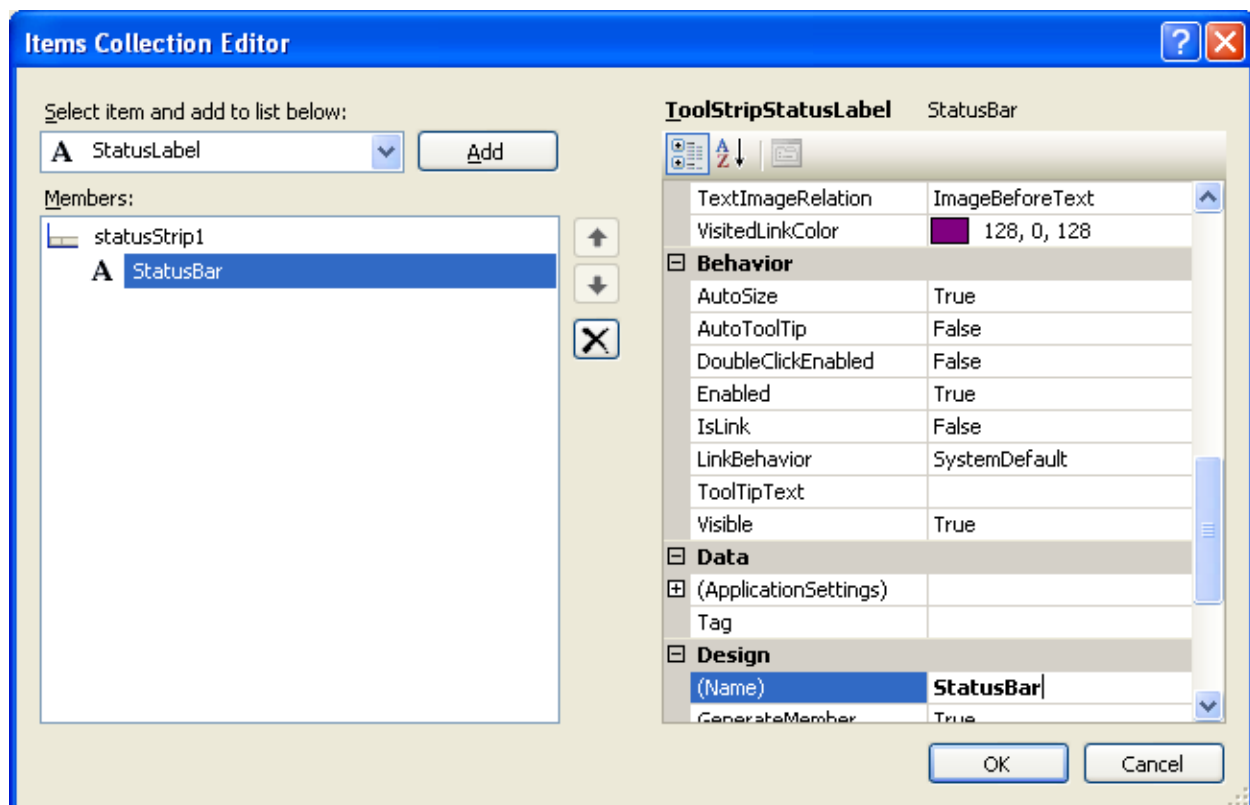 Items Collection Editor
Select item and add to list below:
A StatusLabel
Add
Members:
statusStrip1
A StatusBar
ToolStripStatusLabel StatusBar
TextImageRelation ImageBeforeText
VisitedLinkColor 128, 0, 128
Behavior
AutoSize True
AutoToolTip False
DoubleClickEnabled False
Enabled True
IsLink False
LinkBehavior SystemDefault
ToolTipText
Visible True
Data
(ApplicationSettings)
Tag
Design
(Name) StatusBar
GenerateMember True
OK Cancel